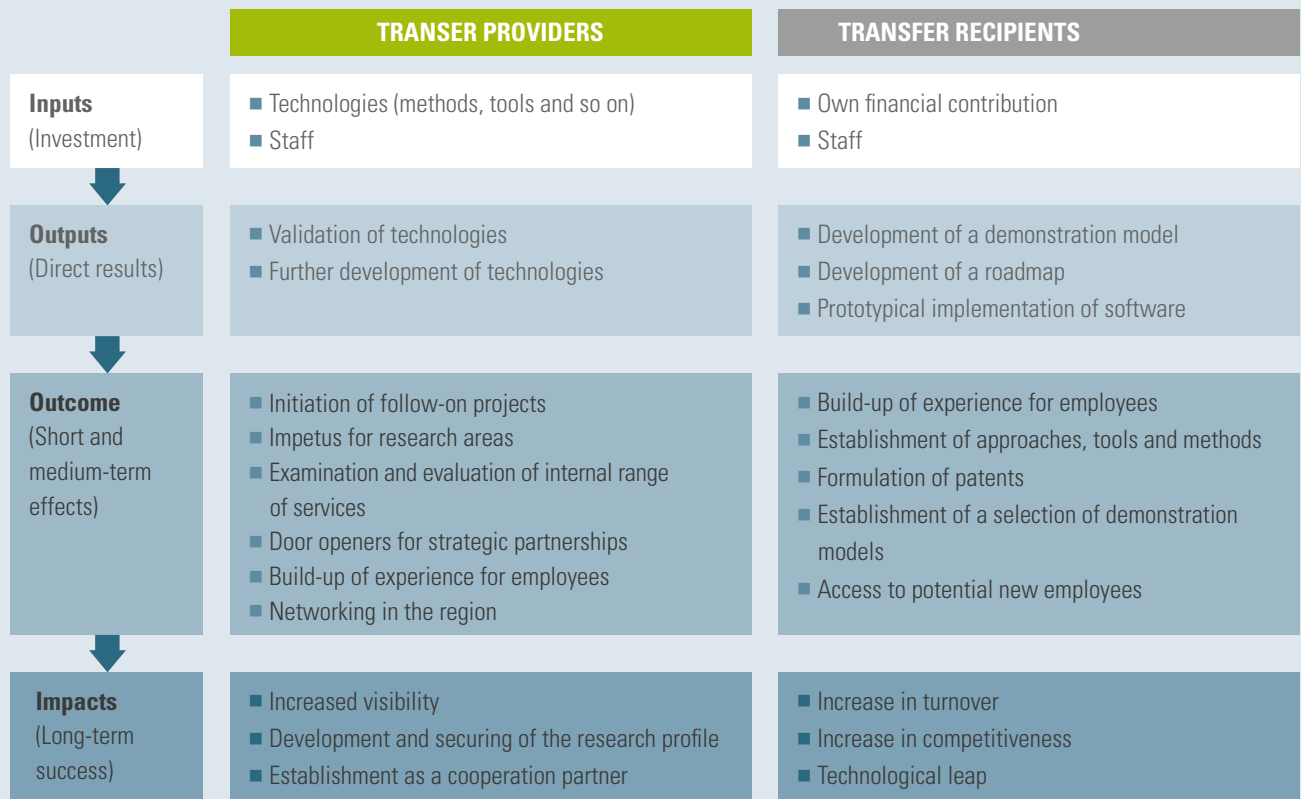 TRANSER PROVIDERS
TRANSFER RECIPIENTS
Inputs
(Investment)
■ Technologies (methods, tools and so on)
■ Staff
■ Own financial contribution
■ Staff
Outputs
(Direct results)
■ Validation of technologies
■ Further development of technologies
■ Development of a demonstration model
■ Development of a roadmap
■ Prototypical implementation of software
Outcome
(Short and
medium-term
effects)
■ Initiation of follow-on projects
■ Impetus for research areas
■ Examination and evaluation of internal range
of services
■ Door openers for strategic partnerships
■ Build-up of experience for employees
■ Networking in the region
■ Build-up of experience for employees
■ Establishment of approaches, tools and methods
■ Formulation of patents
■ Establishment of a selection of demonstration
models
■ Access to potential new employees
Impacts
(Long-term
success)
■ Increased visibility
■ Development and securing of the research profile
■ Establishment as a cooperation partner
■ Increase in turnover
■ Increase in competitiveness
■ Technological leap